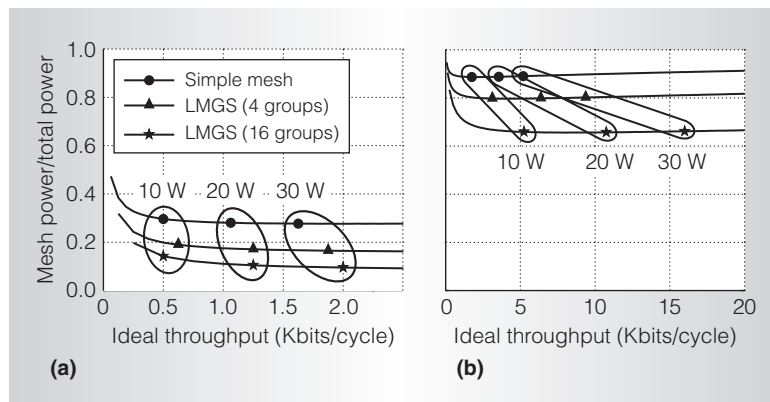 Mesh power/total power
1.0
0.8
0.6
0.4
0.2
0.0
Simple mesh
LMGS (4 groups)
LMGS (16 groups)
10 W
20 W
30 W
0
0.5
1.0
1.5
2.0
Ideal throughput (Kbits/cycle)
(a)
10 W
20 W
30 W
0
5
10
15
20
Ideal throughput (Kbits/cycle)
(b)